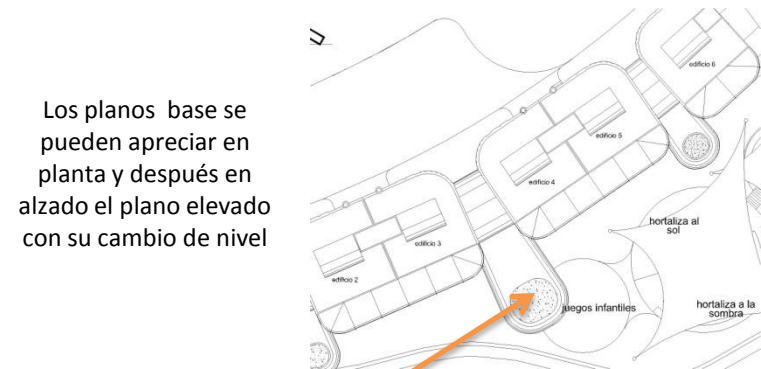 Los planos base se
pueden apreciar en
planta y después en
alzado el plano elevado
con su cambio de nivel
edificio 6
edificio 5
edificio 4
edificio 3
edificio 2
hortaliza al
sol
juegos infantiles
hortaliza a la
sombra